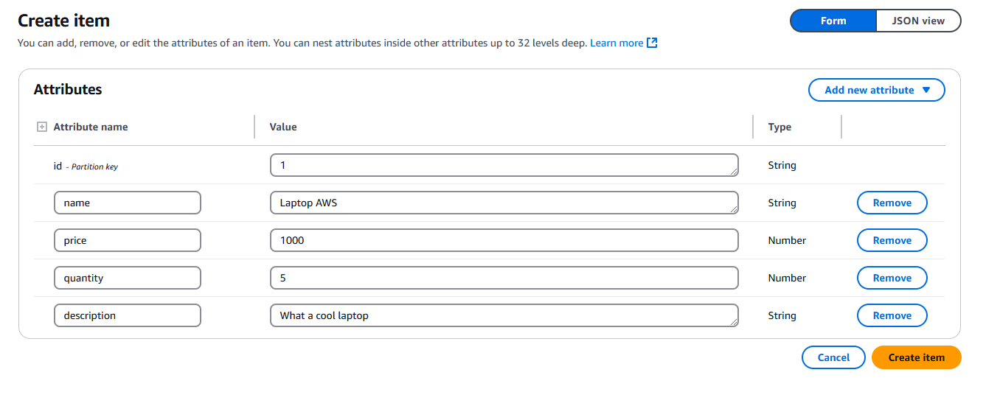 Create item
Form JSON view
You can add, remove, or edit the attributes of an item. You can nest attributes inside other attributes up to 32 levels deep. Learn more
Attributes
Add new attribute
Attribute name Value Type
id - Partition key 1 String
name Laptop AWS String Remove
price 1000 Number Remove
quantity 5 Number Remove
description What a cool laptop String Remove
Cancel Create item